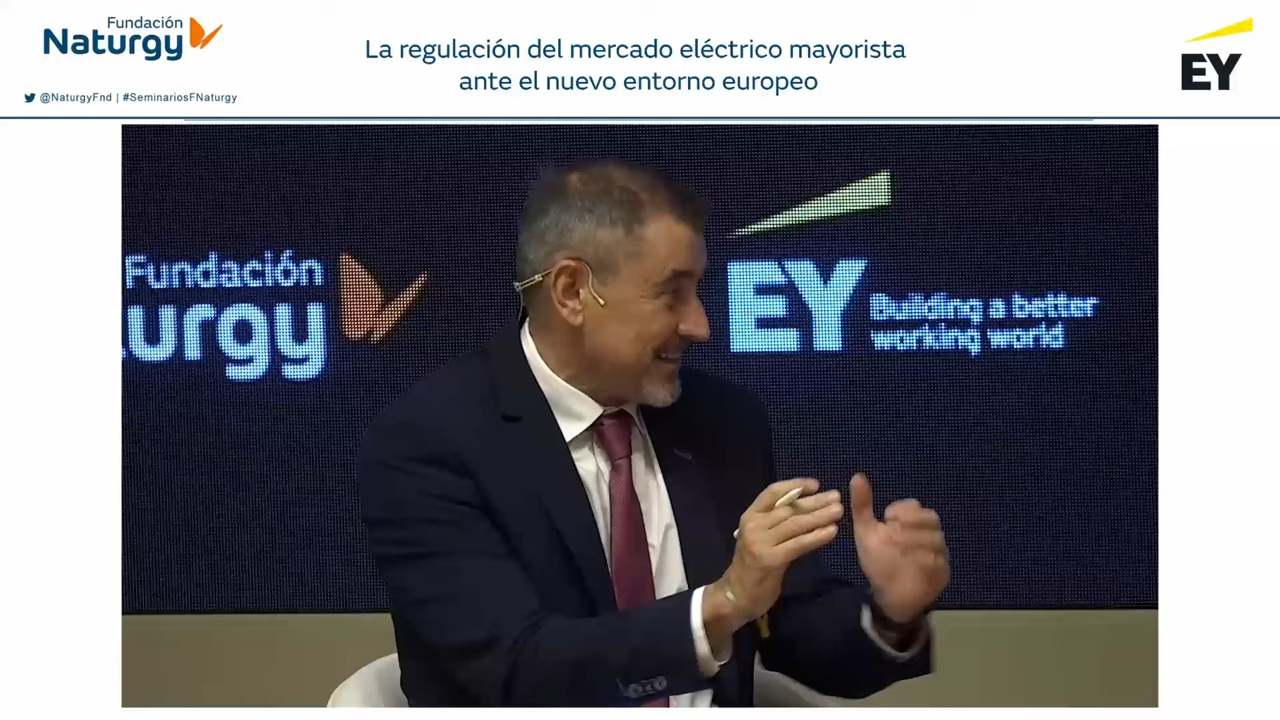 Fundación
Naturgy
@NaturgyFnd | #SeminariosFNaturgy
La regulación del mercado eléctrico mayorista
ante el nuevo entorno europeo
EY
Fundación
urgy
EY
Building a better
working world